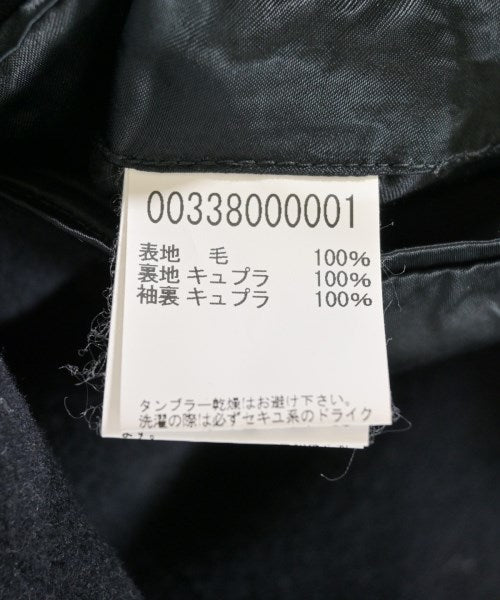 00338000001
表地 毛 100%
裏地 キュプラ 100%
袖裏 キュプラ 100%
タンブラー乾燥はお避け下さい。
洗濯の際は必ずセキユ系のドライク